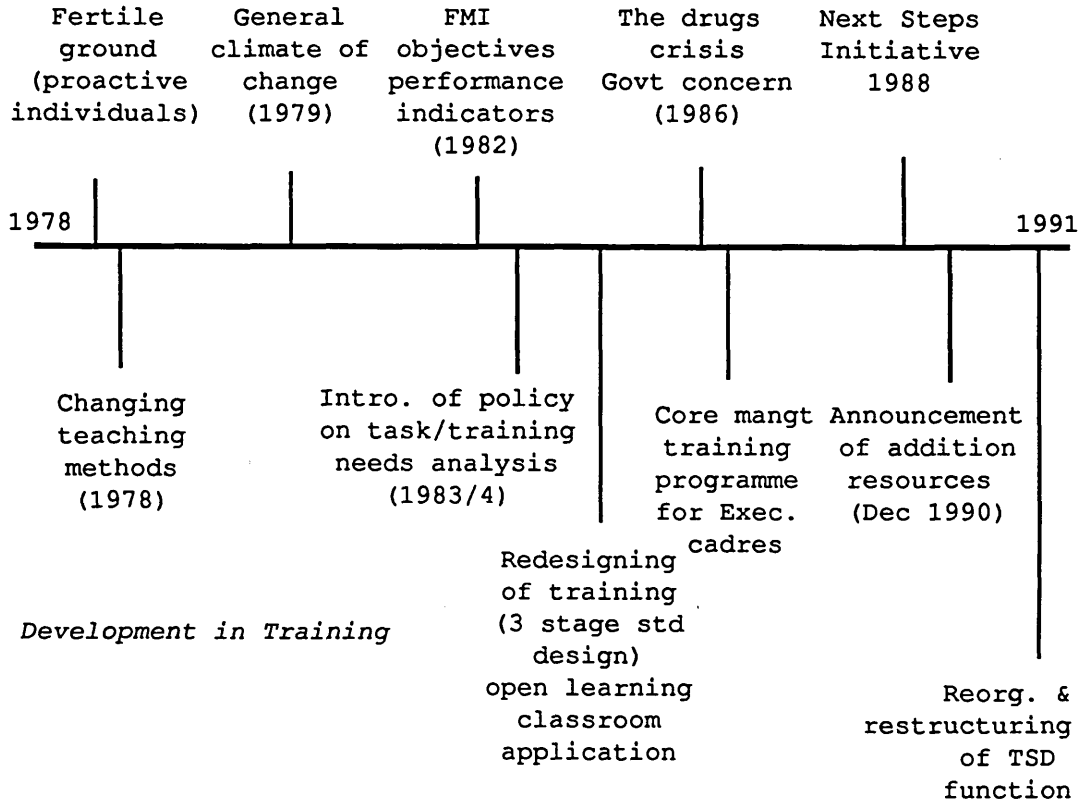 Fertile
ground
(proactive
individuals)
General
climate of
change
(1979)
FMI
objectives
performance
indicators
(1982)
The drugs
crisis
Govt concern
(1986)
Next Steps
Initiative
1988
1978
1991
Changing
teaching
methods
(1978)
Intro. of policy
on task/training
needs analysis
(1983/4)
Redesigning
of training
(3 stage std
design)
open learning
classroom
application
Core mangt
training
programme
for Exec.
cadres
Announcement
of addition
resources
(Dec 1990)
Reorg. &
restructuring
of TSD
function
Development in Training